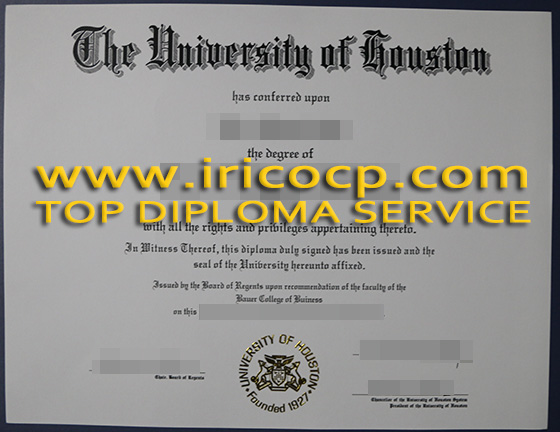 The University of Houston
has conferred upon
the degree of
www.iricocp.com
TOP DIPLOMA SERVICE
with all the rights and privileges appertaining thereto.
In Witness Thereof, this diploma duly signed has been issued and the
seal of the University hereunto affixed.
Issued by the Board of Regents upon recommendation of the faculty of the
Bauer College of Buiness
on this
UNIVERSITY OF HOUSTON
Founded 1927
Chair, Board of Regents
Chancellor of the University of Houston System
President of the University of Houston